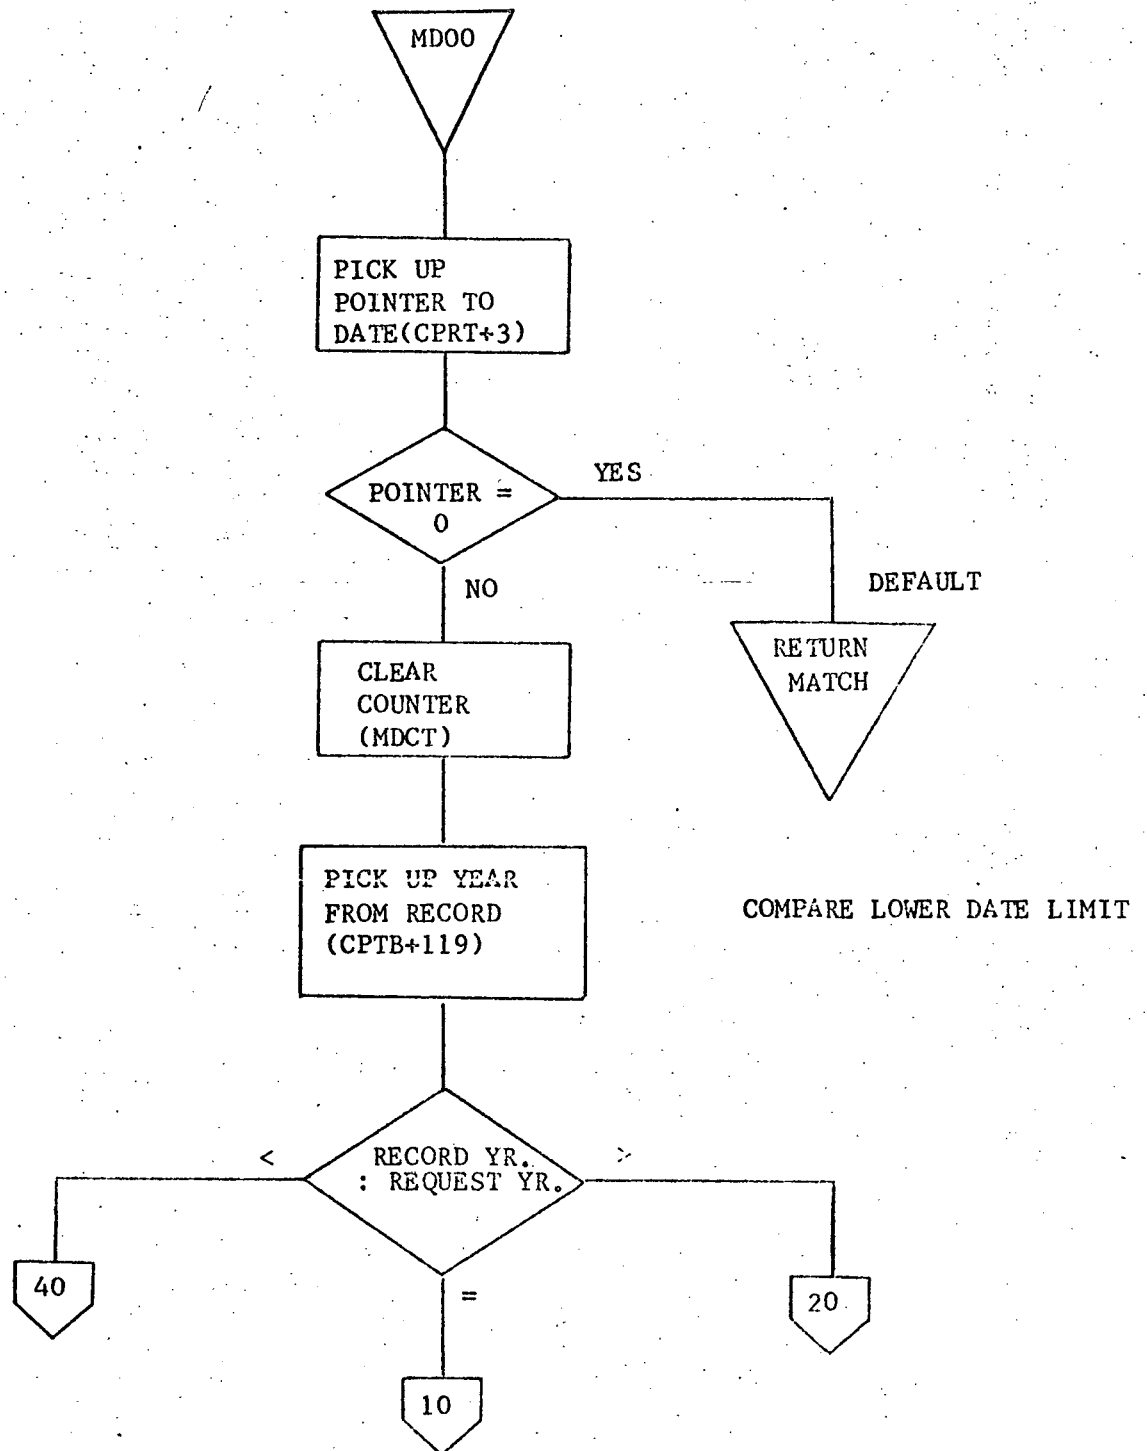 MD00
PICK UP
POINTER TO
DATE(CPRT+3)
POINTER =
0
YES
NO
DEFAULT
RETURN
MATCH
CLEAR
COUNTER
(MDCT)
PICK UP YEAR
FROM RECORD
(CPTB+119)
COMPARE LOWER DATE LIMIT
<
RECORD YR.
: REQUEST YR.
>
40
=
20
10